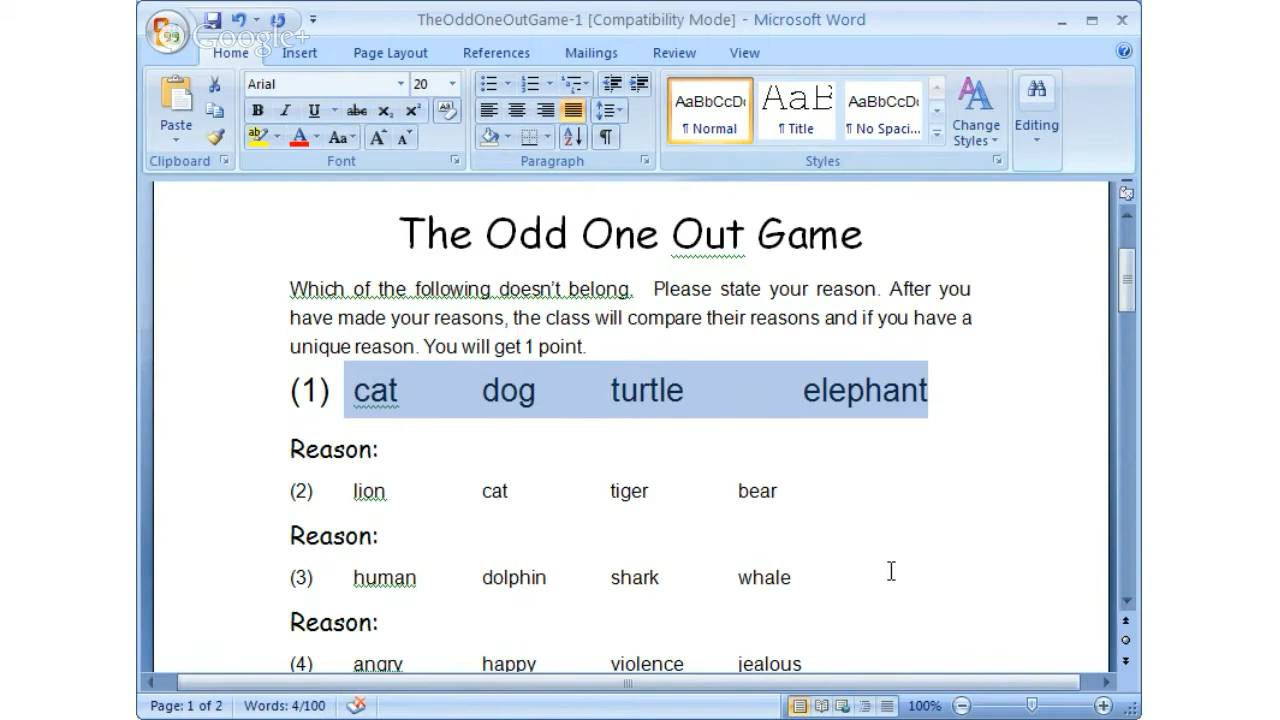 TheOddOneOutGame-1 [Compatibility Mode] - Microsoft Word
Google+
Home Insert Page Layout References Mailings Review View
Arial 20
Paste
Clipboard Font Paragraph Styles
AaBbCcDı AaB AaBbCcDı
¶ Normal ¶ Title ¶ No Spaci...
Change Styles
Editing
The Odd One Out Game
Which of the following doesn't belong. Please state your reason. After you
have made your reasons, the class will compare their reasons and if you have a
unique reason. You will get 1 point.
(1) cat dog turtle elephant
Reason:
(2) lion cat tiger bear
Reason:
(3) human dolphin shark whale
Reason:
(4) angry happy violence jealous
Page: 1 of 2 Words: 4/100 100%